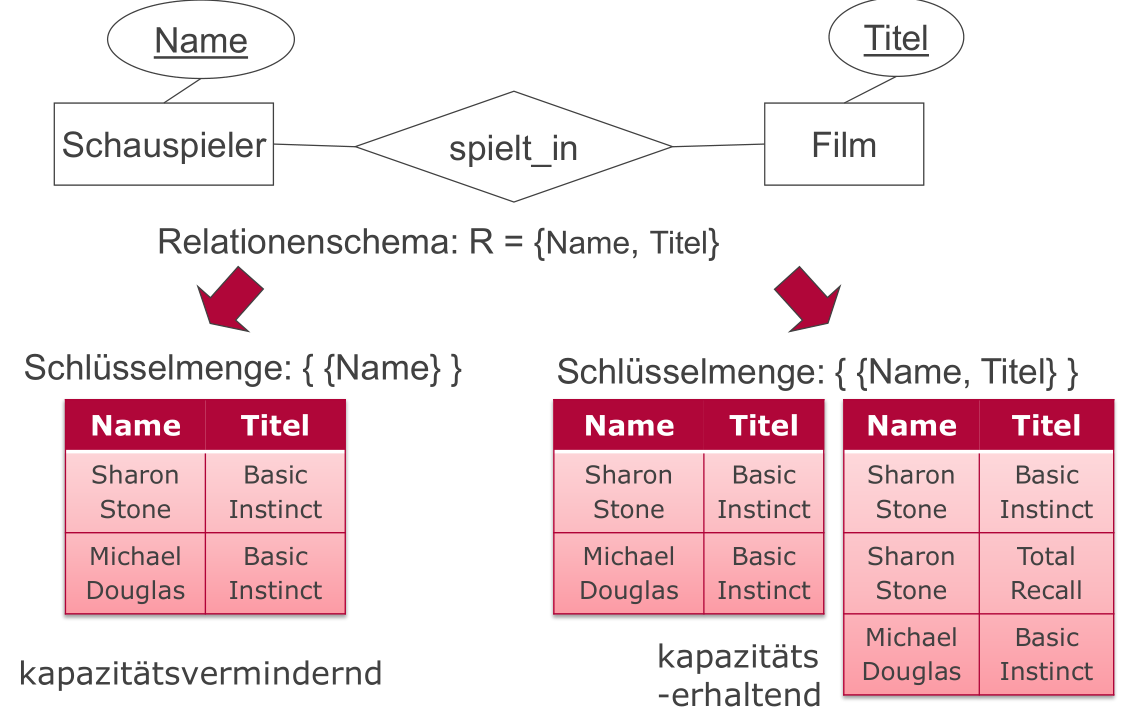 Name
Titel
Schauspieler
spielt_in
Film
Relationenschema: R = {Name, Titel}
Schlüsselmenge: { {Name} }
Name Titel
Sharon Stone Basic Instinct
Michael Douglas Basic Instinct
kapazitätsvermindernd
Schlüsselmenge: { {Name, Titel} }
Name Titel
Sharon Stone Basic Instinct
Michael Douglas Basic Instinct
Name Titel
Sharon Stone Basic Instinct
Sharon Stone Total Recall
Michael Douglas Basic Instinct
kapazitäts
-erhaltend